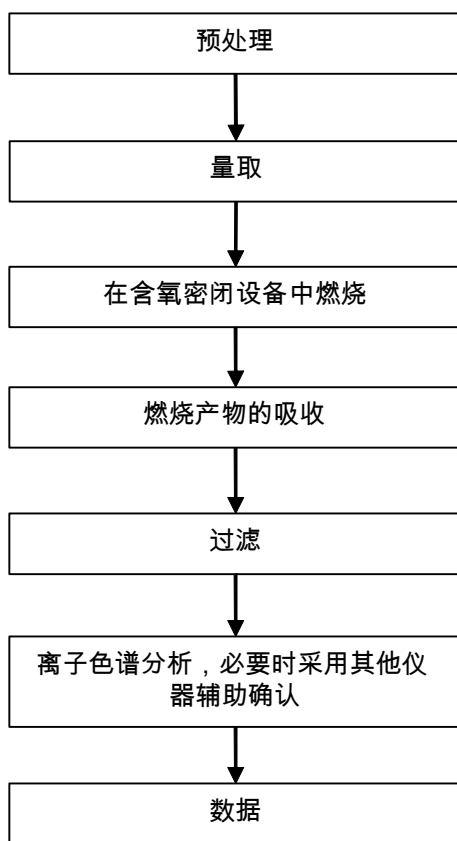 预处理
量取
在含氧密闭设备中燃烧
燃烧产物的吸收
过滤
离子色谱分析，必要时采用其他仪
器辅助确认
数据